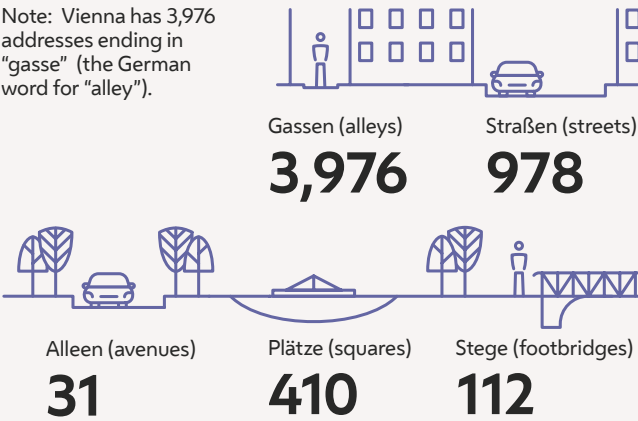 Note: Vienna has 3,976
addresses ending in
“gasse” (the German
word for “alley”).
Gassen (alleys)
3,976
Straßen (streets)
978
Alleen (avenues)
31
Plätze (squares)
410
Stege (footbridges)
112